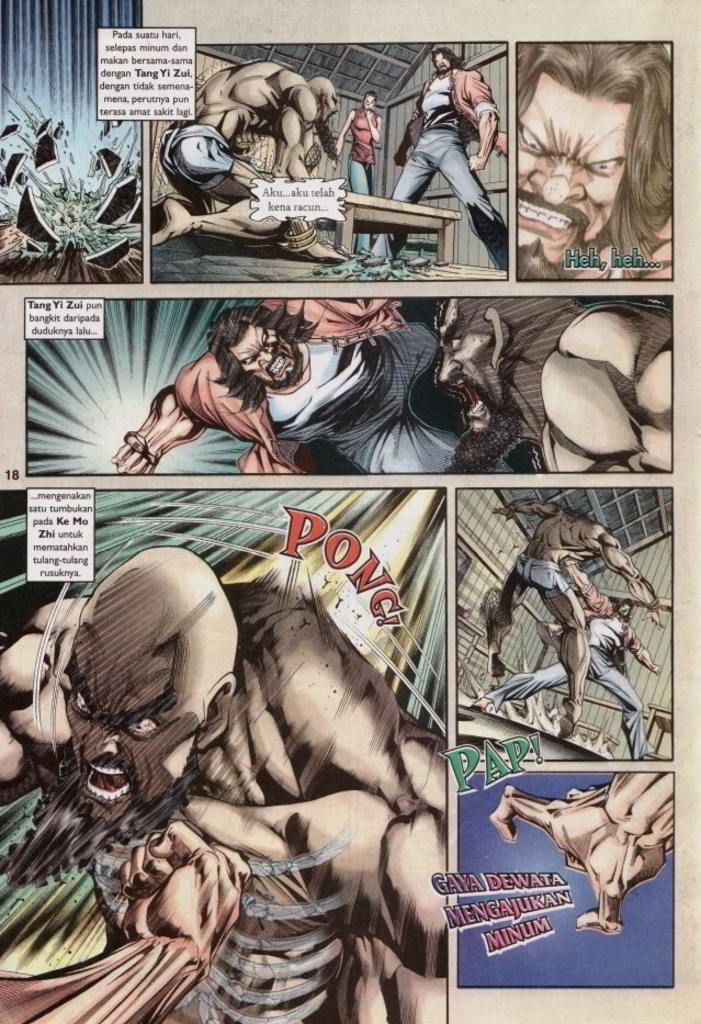 Pada suatu hari,
selepas minum dan
makan bersama-sama
dengan Tang Yi Zui,
dengan tidak semena-
mena, perutnya pun
terasa amat sakit lagi.
Aku...aku telah
kena racun...
Heh, heh...
Tang Yi Zui pun
bangkit daripada
duduknya lalu...
18
...mengenakan
satu tumbukan
pada Ke Mo
Zhi untuk
mematahkan
tulang-tulang
rusuknya.
PONG!
PAP!
GAYA DEWATA
MENGAJUKAN
MINUM